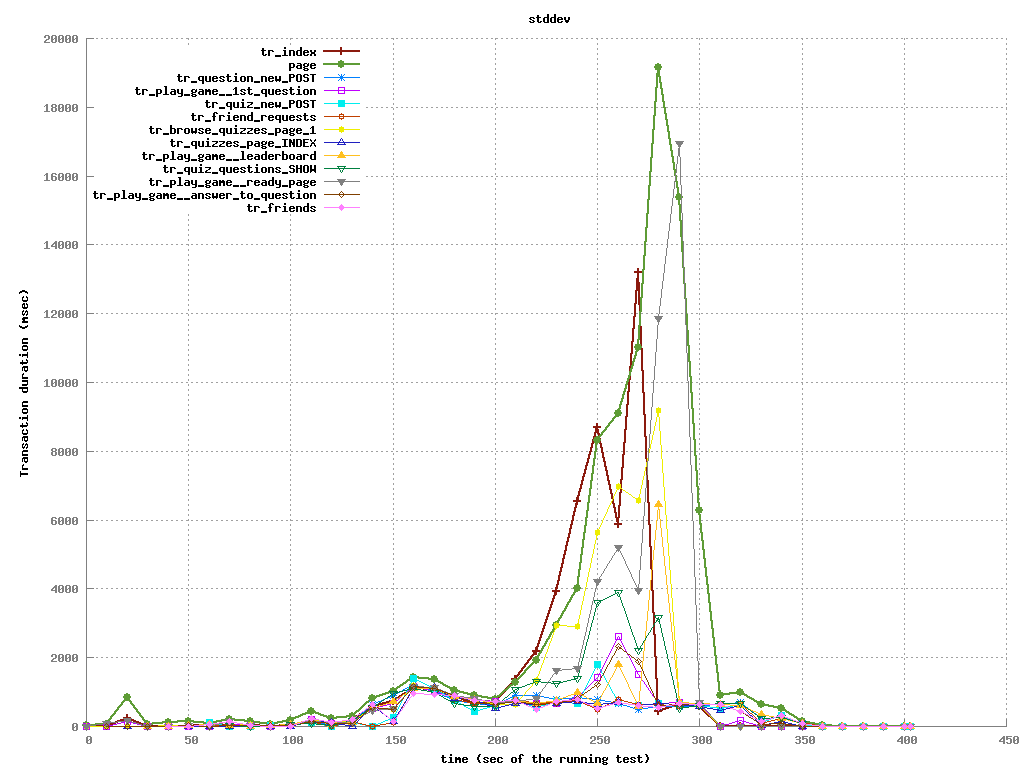 stddev
20000
18000
16000
14000
12000
10000
8000
6000
4000
2000
0
Transaction duration (msec)
tr_index
page
tr_question_new_POST
tr_play_game__1st_question
tr_quiz_new_POST
tr_friend_requests
tr_browse_quizzes_page_1
tr_quizzes_page_INDEX
tr_play_game__leaderboard
tr_quiz_questions_SHOW
tr_play_game__ready_page
tr_play_game__answer_to_question
tr_friends
0 50 100 150 200 250 300 350 400 450
time (sec of the running test)